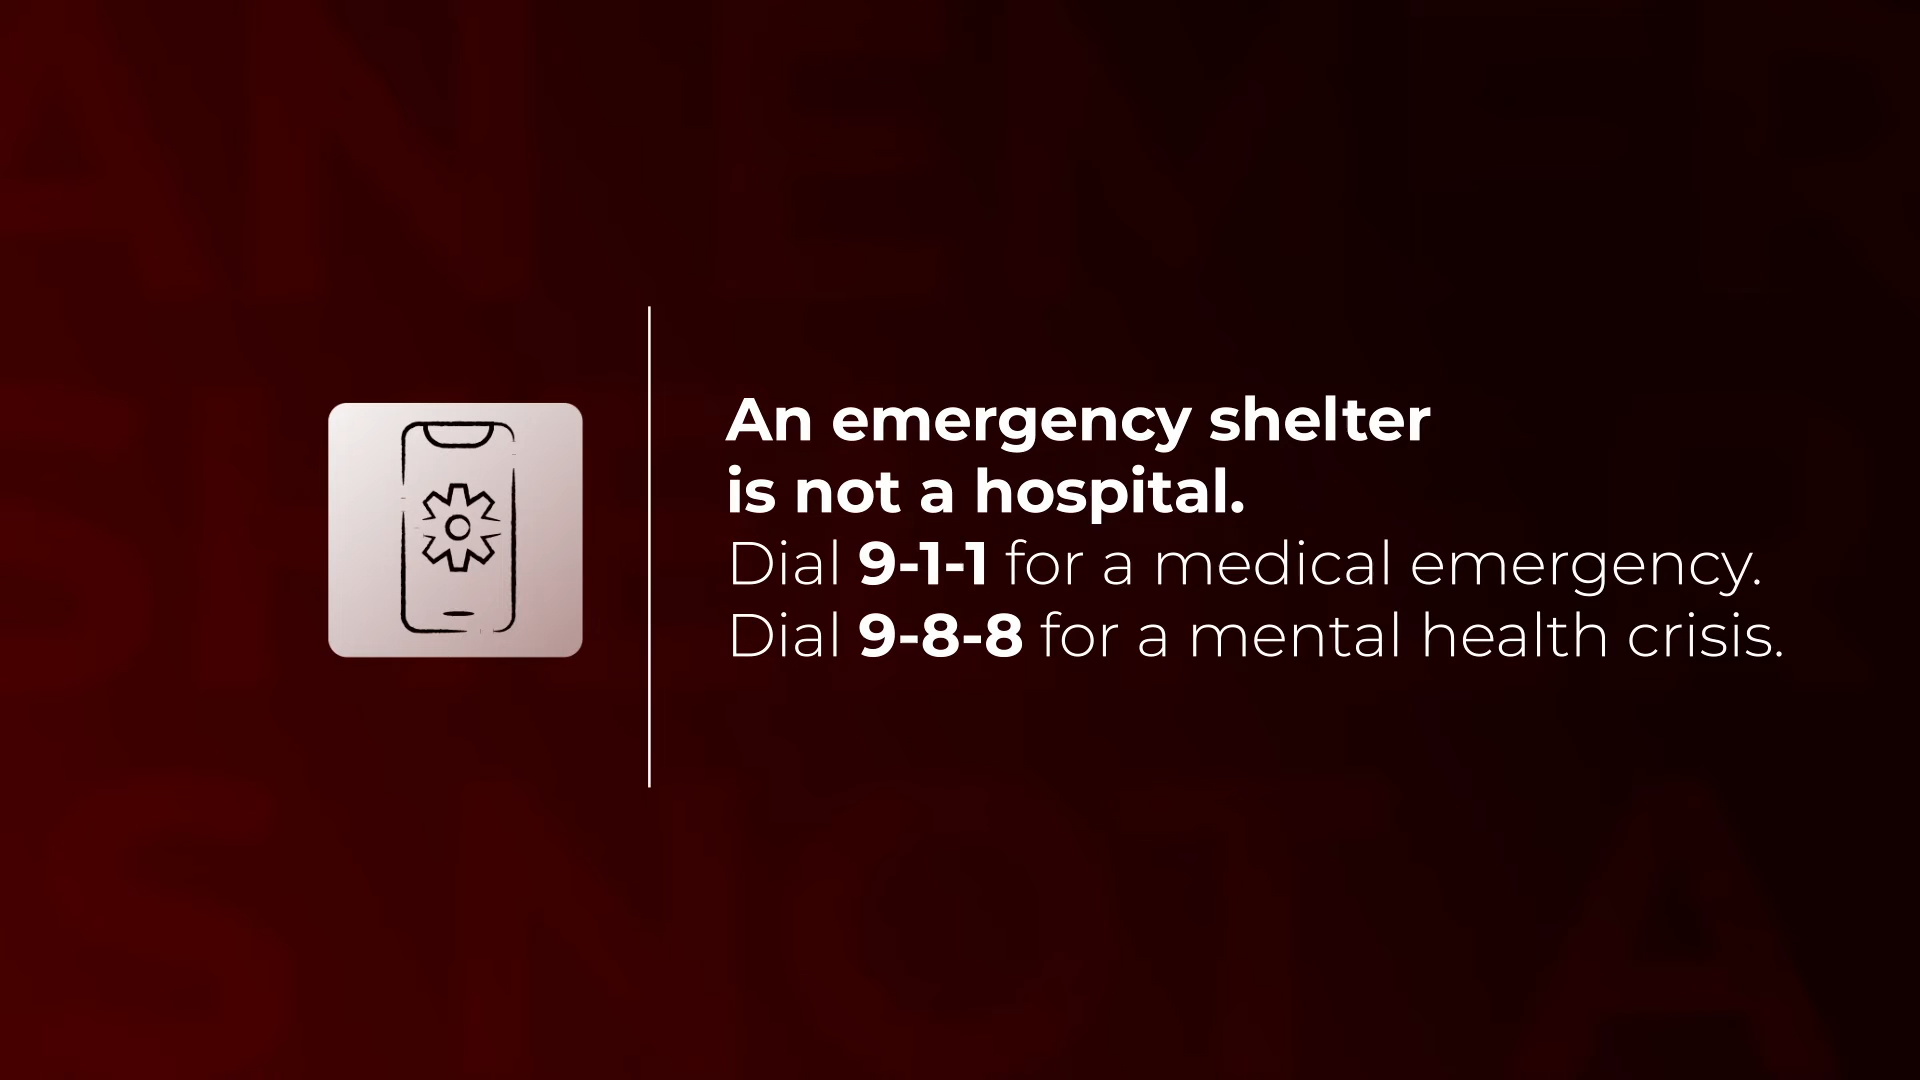 An emergency shelter
is not a hospital.
Dial 9-1-1 for a medical emergency.
Dial 9-8-8 for a mental health crisis.